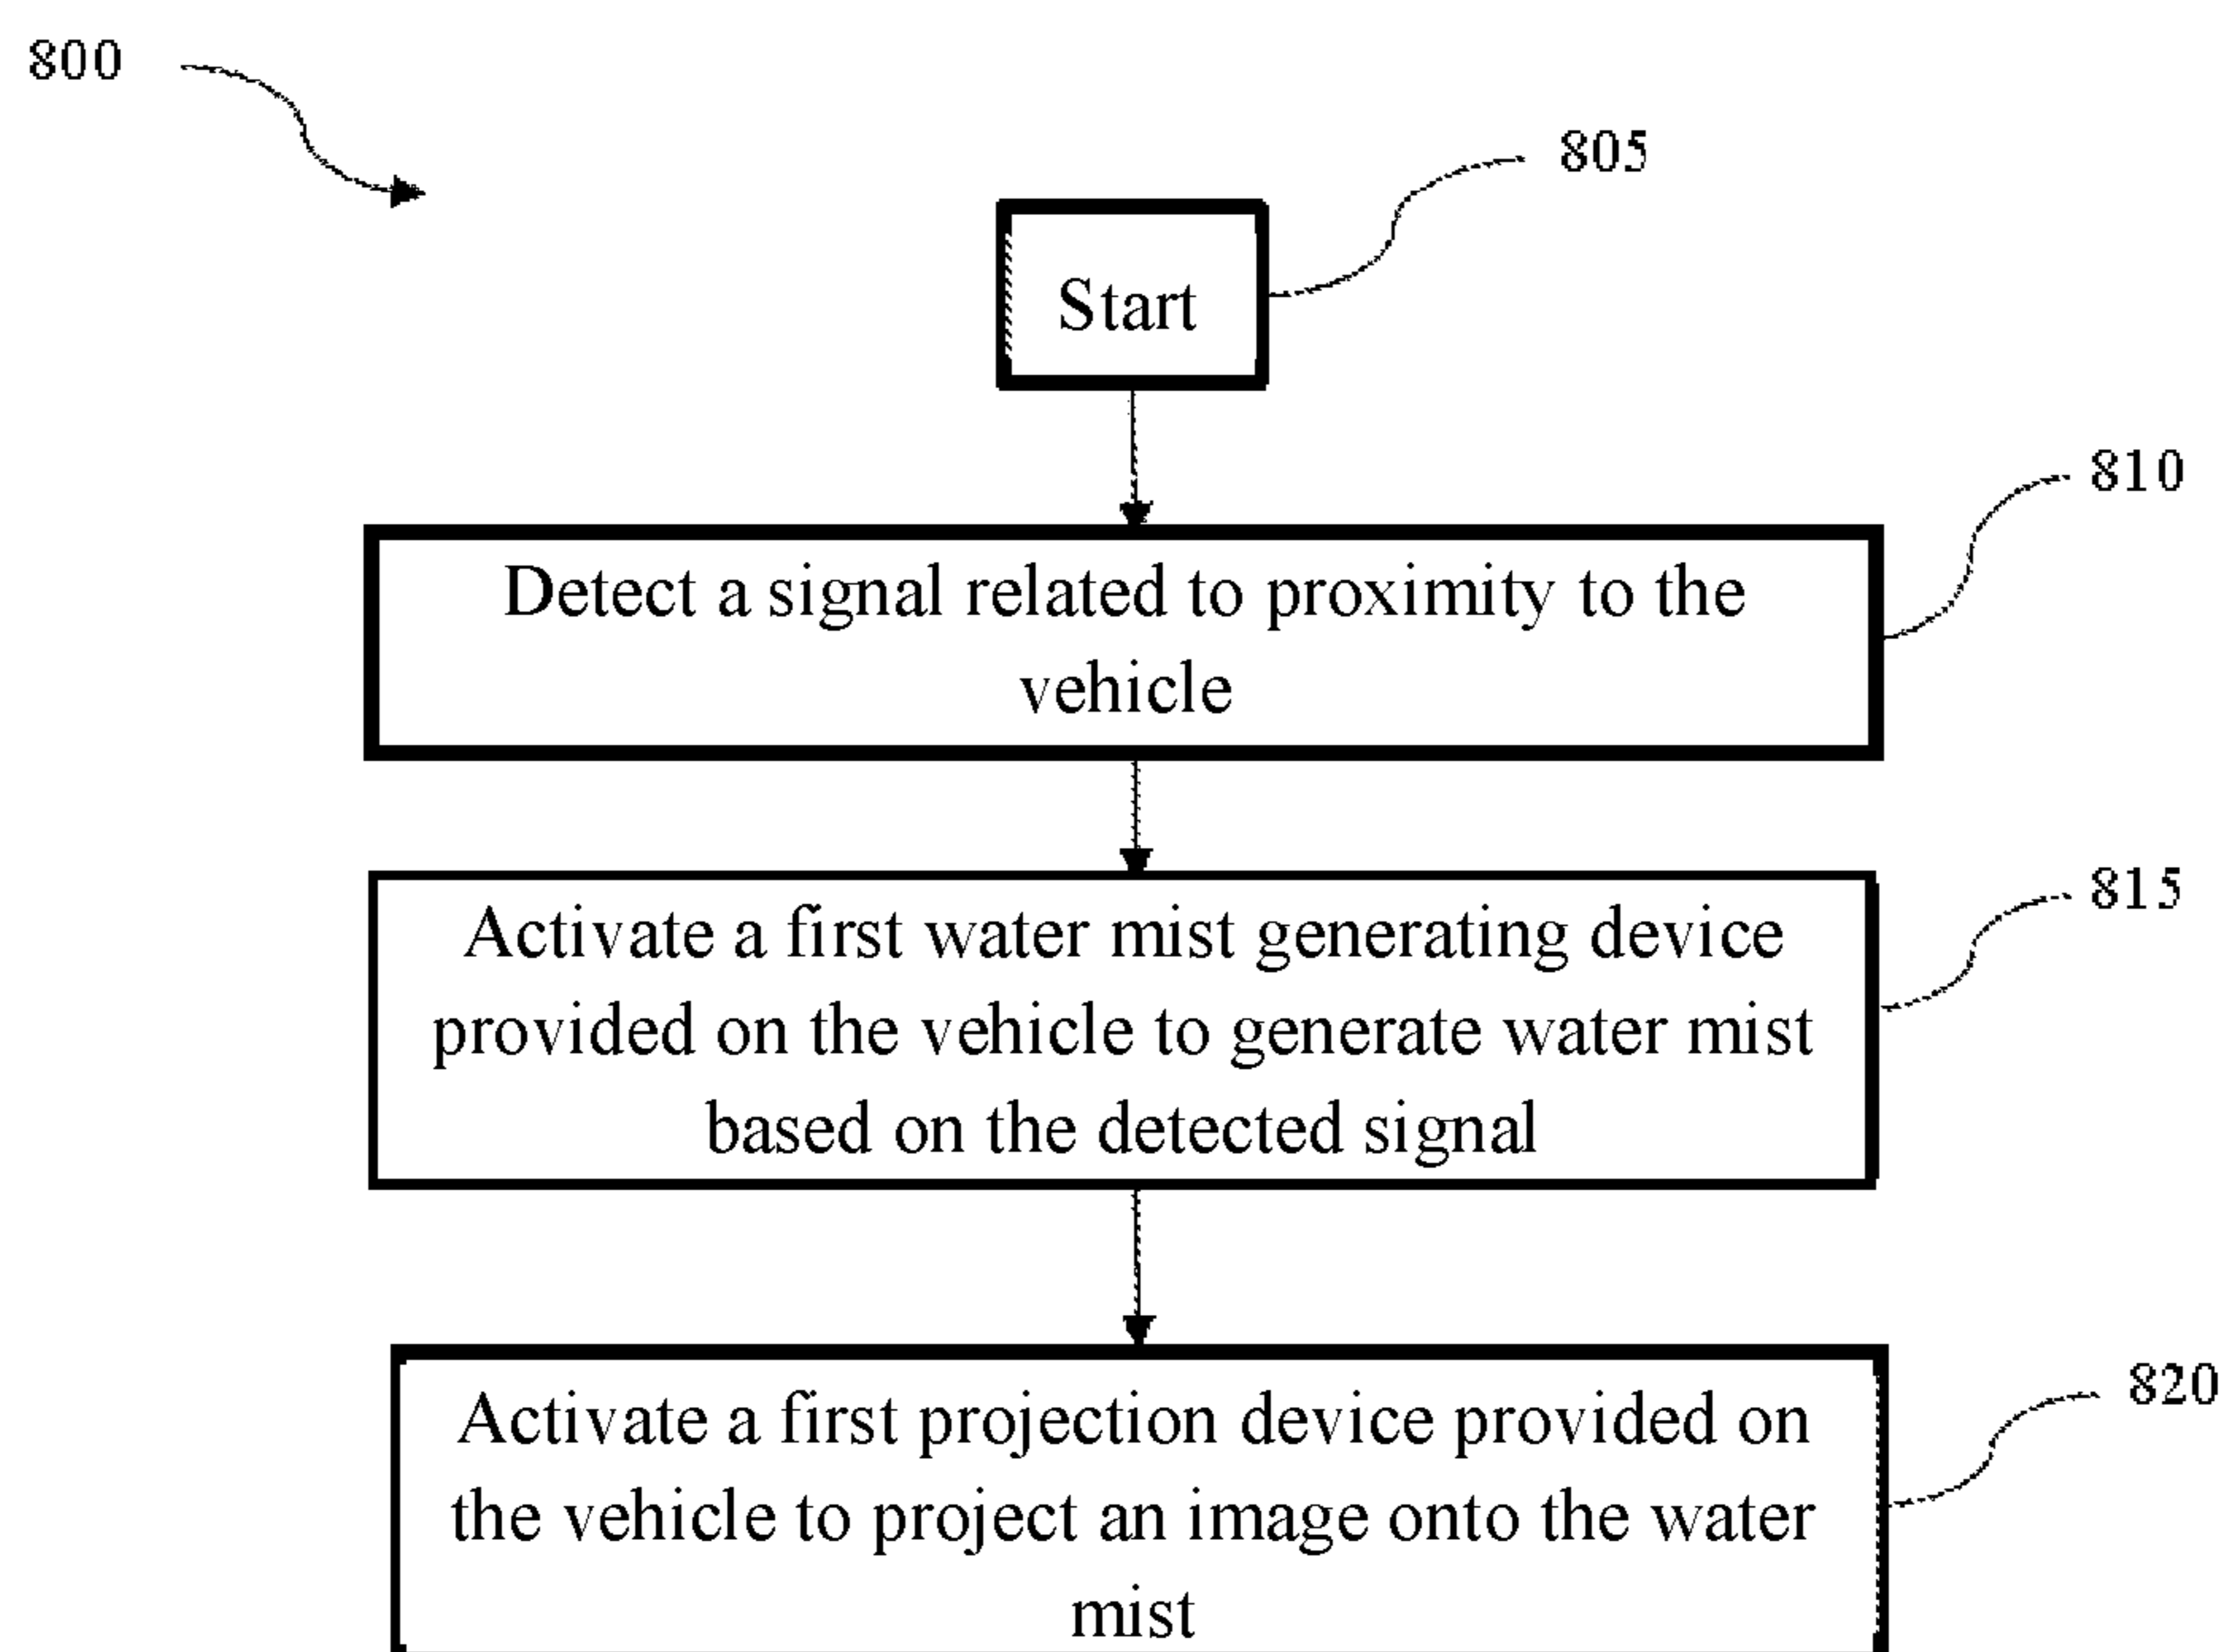 800
805
Start
810
Detect a signal related to proximity to the
vehicle
815
Activate a first water mist generating device
provided on the vehicle to generate water mist
based on the detected signal
820
Activate a first projection device provided on
the vehicle to project an image onto the water
mist